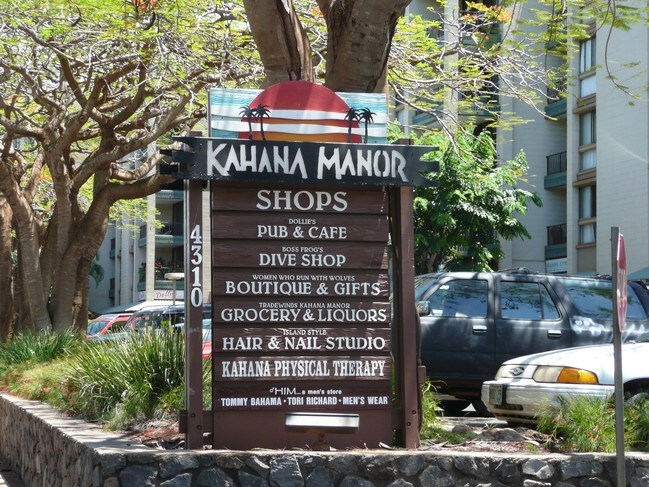 KAHANA MANOR
SHOPS
DOLLIE'S
PUB & CAFE
BOSS FROG'S
DIVE SHOP
WOMEN WHO RUN WITH WOLVES
BOUTIQUE & GIFTS
TRADEWINDS KAHANA MANOR
GROCERY & LIQUORS
ISLAND STYLE
HAIR & NAIL STUDIO
KAHANA PHYSICAL THERAPY
of HIM... a men's store
TOMMY BAHAMA • TORI RICHARD • MEN'S WEAR
4310